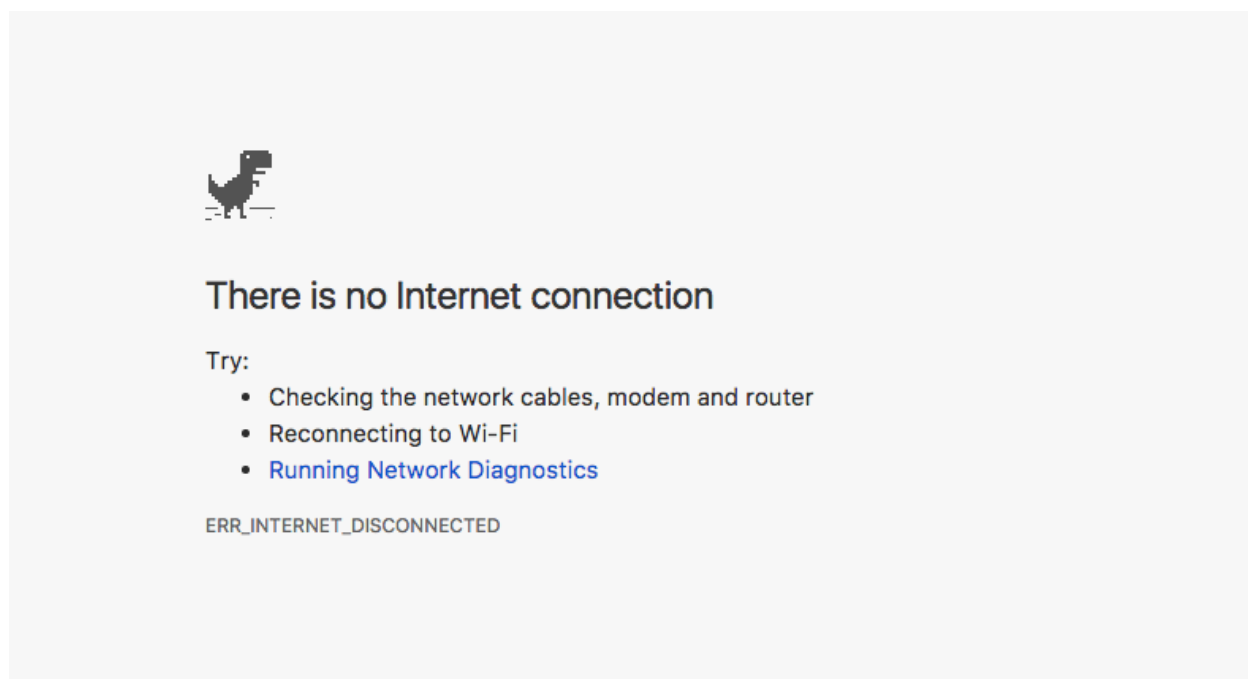 There is no Internet connection
Try:
• Checking the network cables, modem and router
• Reconnecting to Wi-Fi
• Running Network Diagnostics
ERR_INTERNET_DISCONNECTED